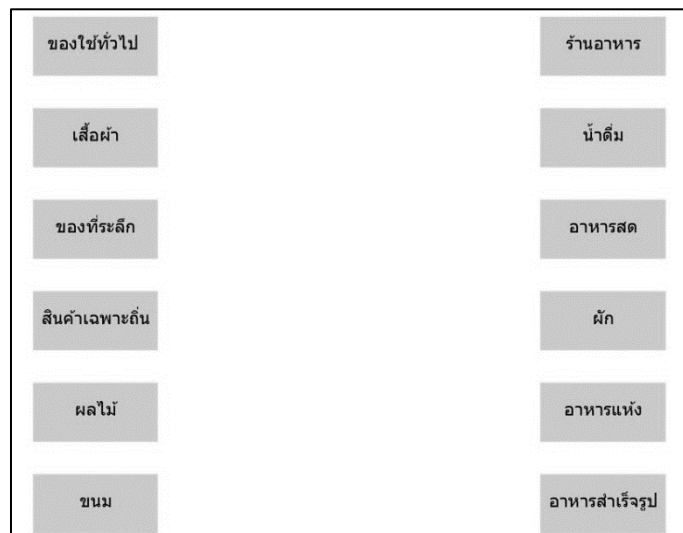 ของใช้ทั่วไป
ร้านอาหาร
เสื้อผ้า
น้ำดื่ม
ของที่ระลึก
อาหารสด
สินค้าเฉพาะถิ่น
ผัก
ผลไม้
อาหารแห้ง
ขนม
อาหารสำเร็จรูป